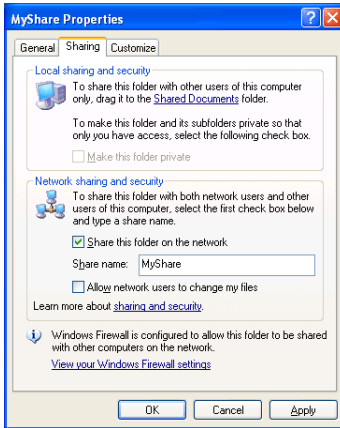 MyShare Properties
General Sharing Customize
Local sharing and security
To share this folder with other users of this computer
only, drag it to the Shared Documents folder.
To make this folder and its subfolders private so that
only you have access, select the following check box.
Make this folder private
Network sharing and security
To share this folder with both network users and other
users of this computer, select the first check box below
and type a share name.
Share this folder on the network
Share name: MyShare
Allow network users to change my files
Learn more about sharing and security.
Windows Firewall is configured to allow this folder to be shared
with other computers on the network.
View your Windows Firewall settings
OK Cancel Apply